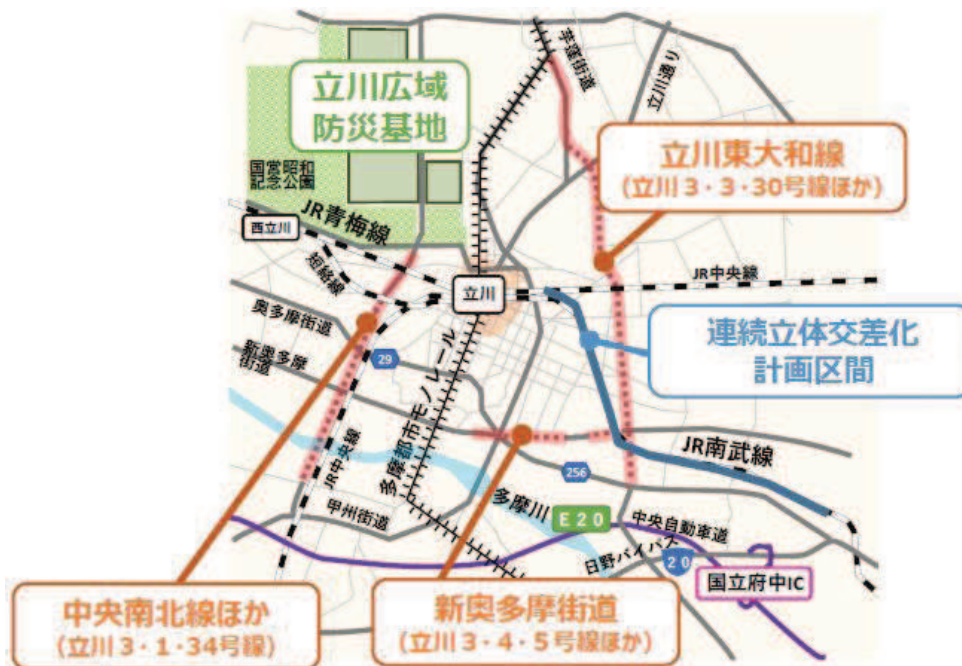 芋窪街道
立川通り
立川広域
防災基地
立川東大和線
(立川3・3・30号線ほか)
国営昭和
記念公園
JR青梅線
西立川
短絡線
立川
JR中央線
連続立体交差化
計画区間
奥多摩街道
新奥多摩
街道
29
多摩都市モノレール
JR中央線
JR南武線
256
多摩川
甲州街道
E20
中央自動車道
日野バイパス
20
国立府中IC
中央南北線ほか
(立川3・1・34号線)
新奥多摩街道
(立川3・4・5号線ほか)